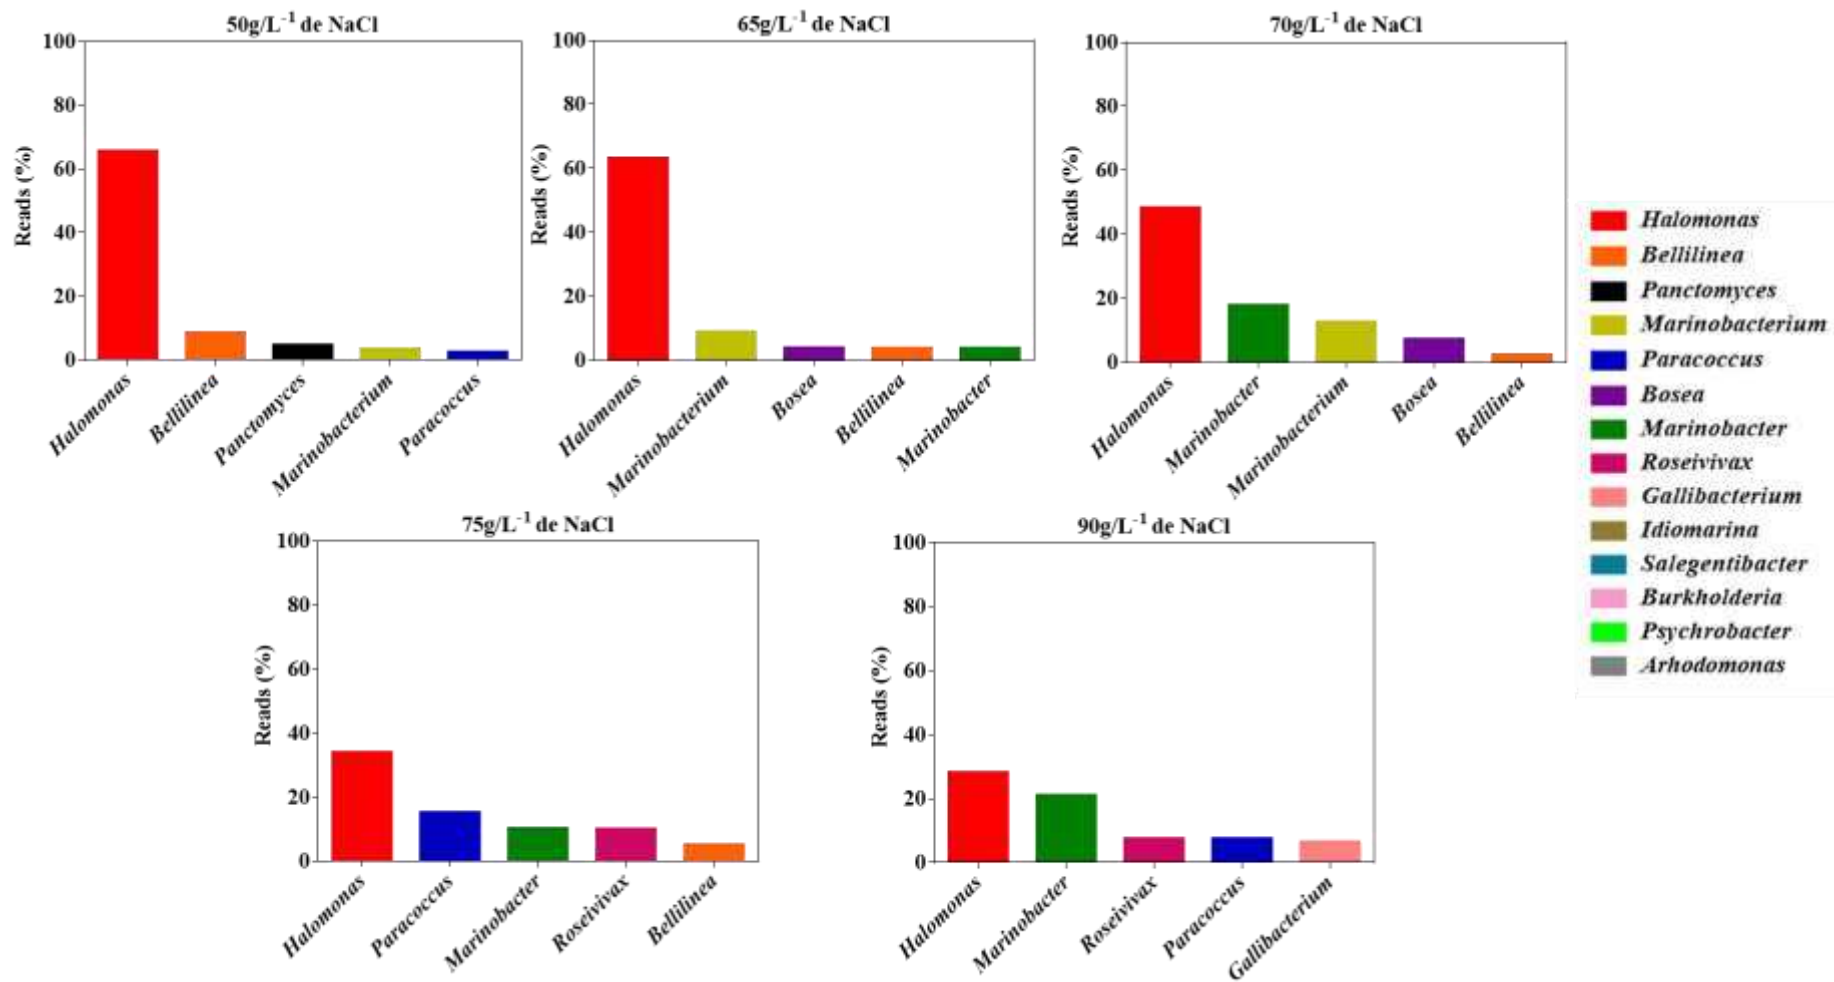 50g/L-1 de NaCl
100
80
60
40
20
0
Reads (%)
Halomonas
Bellilinea
Panctomyces
Marinobacterium
Paracoccus
65g/L-1 de NaCl
100
80
60
40
20
0
Reads (%)
Halomonas
Marinobacterium
Bosea
Bellilinea
Marinobacter
70g/L-1 de NaCl
100
80
60
40
20
0
Reads (%)
Halomonas
Marinobacter
Marinobacterium
Bosea
Bellilinea
75g/L-1 de NaCl
100
80
60
40
20
0
Reads (%)
Halomonas
Paracoccus
Marinobacter
Roseivivax
Bellilinea
90g/L-1 de NaCl
100
80
60
40
20
0
Reads (%)
Halomonas
Marinobacter
Roseivivax
Paracoccus
Gallibacterium
Halomonas
Bellilinea
Panctomyces
Marinobacterium
Paracoccus
Bosea
Marinobacter
Roseivivax
Gallibacterium
Idiomarina
Salegentibacter
Burkholderia
Psychrobacter
Arhodomonas